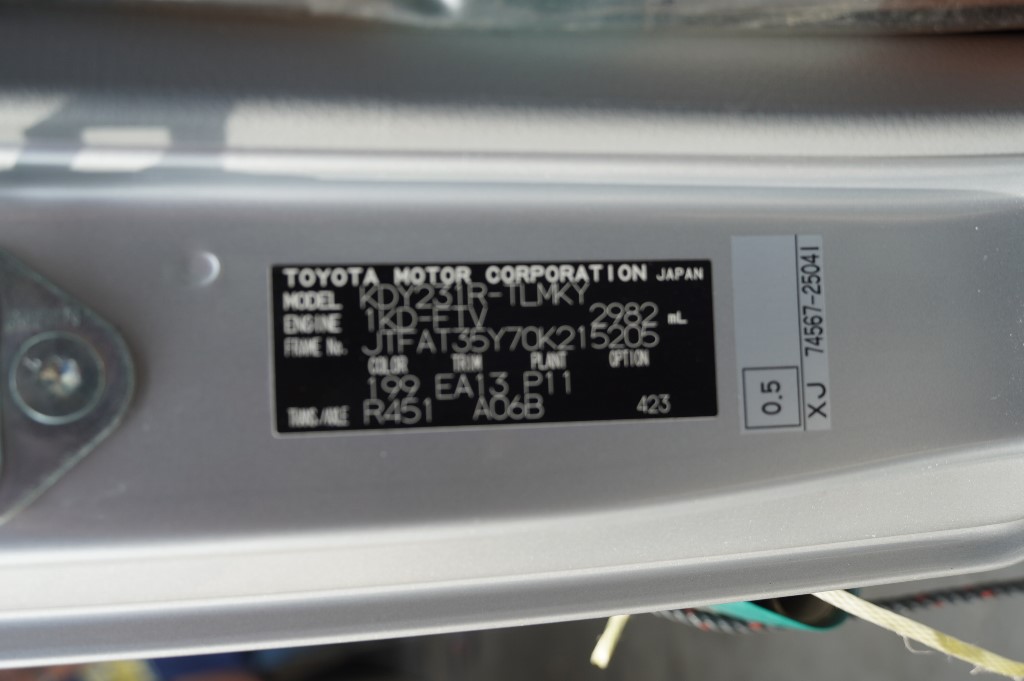 TOYOTA MOTOR CORPORATION JAPAN
MODEL KDY231R-TLMKY
ENGINE 1KD-FTV 2982 mL
FRAME No. JTFAT35Y70K215205
COLOR TRIM PLANT OPTION
199 EA13 P11
TRANS/AXLE R451 A06B 423
0.5
XJ 74567-25041